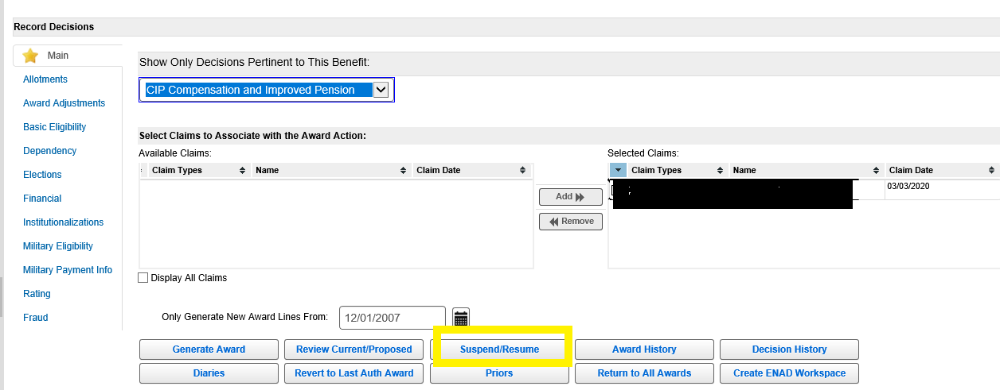 Record Decisions
Main
Allotments
Award Adjustments
Basic Eligibility
Dependency
Elections
Financial
Institutionalizations
Military Eligibility
Military Payment Info
Rating
Fraud
Show Only Decisions Pertinent to This Benefit:
CIP Compensation and Improved Pension
Select Claims to Associate with the Award Action:
Available Claims:
Claim Types Name Claim Date
Add
Remove
Selected Claims:
Claim Types Name Claim Date
03/03/2020
Display All Claims
Only Generate New Award Lines From: 12/01/2007
Generate Award Review Current/Proposed Suspend/Resume Award History Decision History
Diaries Revert to Last Auth Award Priors Return to All Awards Create ENAD Workspace